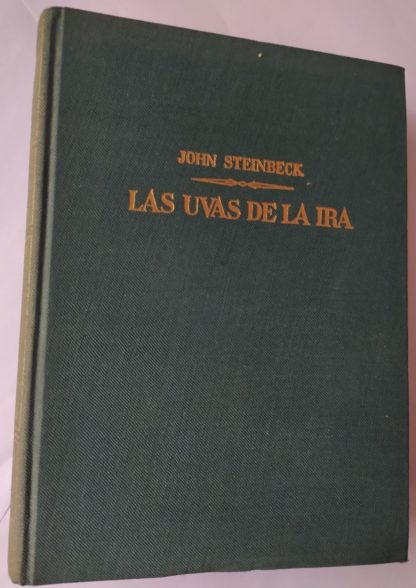 JOHN STEINBECK
LAS UVAS DE LA IRA